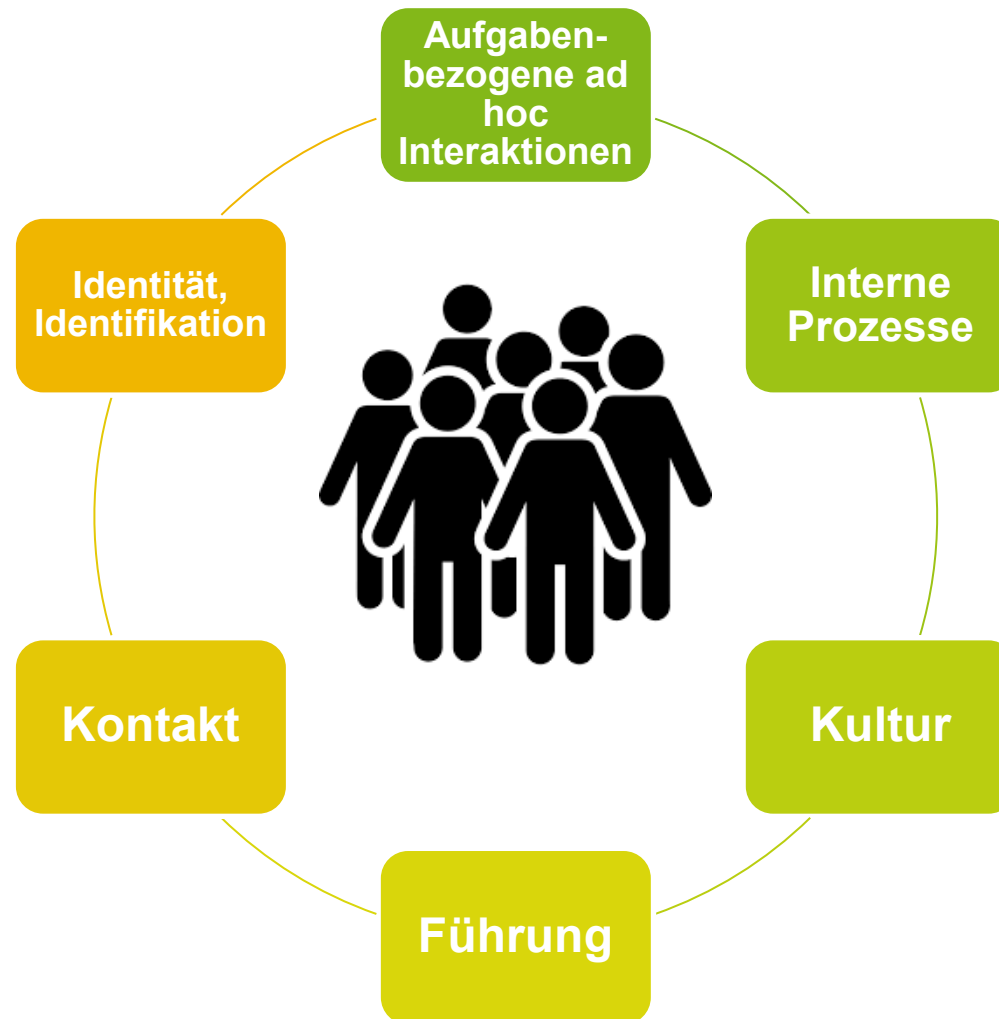 Aufgaben-
bezogene ad
hoc
Interaktionen
Interne
Prozesse
Kultur
Führung
Kontakt
Identität,
Identifikation